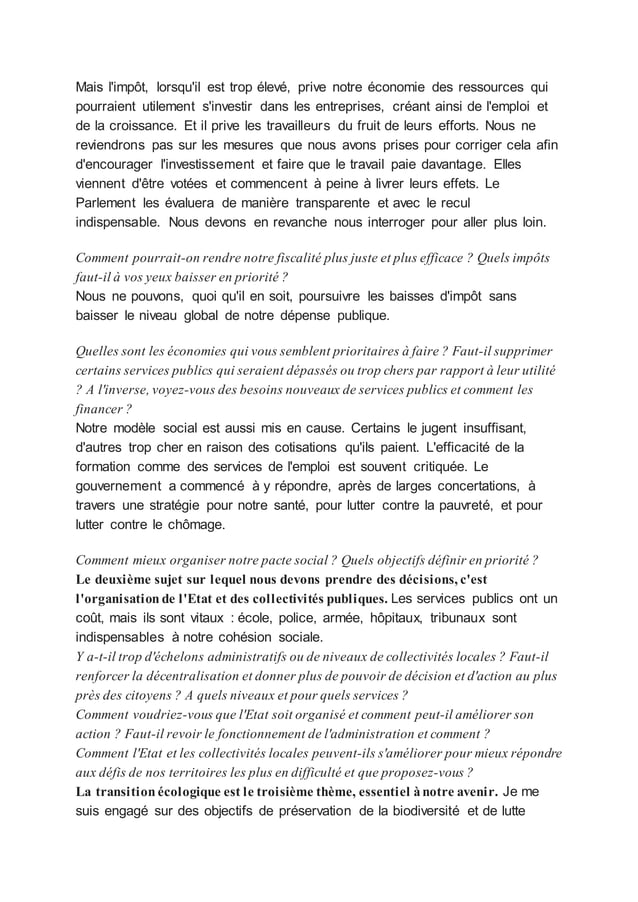 Mais l'impôt, lorsqu'il est trop élevé, prive notre économie des ressources qui
pourraient utilement s'investir dans les entreprises, créant ainsi de l'emploi et
de la croissance. Et il prive les travailleurs du fruit de leurs efforts. Nous ne
reviendrons pas sur les mesures que nous avons prises pour corriger cela afin
d'encourager l'investissement et faire que le travail paie davantage. Elles
viennent d'être votées et commencent à peine à livrer leurs effets. Le
Parlement les évaluera de manière transparente et avec le recul
indispensable. Nous devons en revanche nous interroger pour aller plus loin.
Comment pourrait-on rendre notre fiscalité plus juste et plus efficace ? Quels impôts
faut-il à vos yeux baisser en priorité ?
Nous ne pouvons, quoi qu'il en soit, poursuivre les baisses d'impôt sans
baisser le niveau global de notre dépense publique.
Quelles sont les économies qui vous semblent prioritaires à faire ? Faut-il supprimer
certains services publics qui seraient dépassés ou trop chers par rapport à leur utilité
? A l'inverse, voyez-vous des besoins nouveaux de services publics et comment les
financer ?
Notre modèle social est aussi mis en cause. Certains le jugent insuffisant,
d'autres trop cher en raison des cotisations qu'ils paient. L'efficacité de la
formation comme des services de l'emploi est souvent critiquée. Le
gouvernement a commencé à y répondre, après de larges concertations, à
travers une stratégie pour notre santé, pour lutter contre la pauvreté, et pour
lutter contre le chômage.
Comment mieux organiser notre pacte social ? Quels objectifs définir en priorité ?
Le deuxième sujet sur lequel nous devons prendre des décisions, c'est
l'organisation de l'Etat et des collectivités publiques. Les services publics ont un
coût, mais ils sont vitaux : école, police, armée, hôpitaux, tribunaux sont
indispensables à notre cohésion sociale.
Y a-t-il trop d'échelons administratifs ou de niveaux de collectivités locales ? Faut-il
renforcer la décentralisation et donner plus de pouvoir de décision et d'action au plus
près des citoyens ? A quels niveaux et pour quels services ?
Comment voudriez-vous que l'Etat soit organisé et comment peut-il améliorer son
action ? Faut-il revoir le fonctionnement de l'administration et comment ?
Comment l'Etat et les collectivités locales peuvent-ils s'améliorer pour mieux répondre
aux défis de nos territoires les plus en difficulté et que proposez-vous ?
La transition écologique est le troisième thème, essentiel à notre avenir. Je me
suis engagé sur des objectifs de préservation de la biodiversité et de lutte